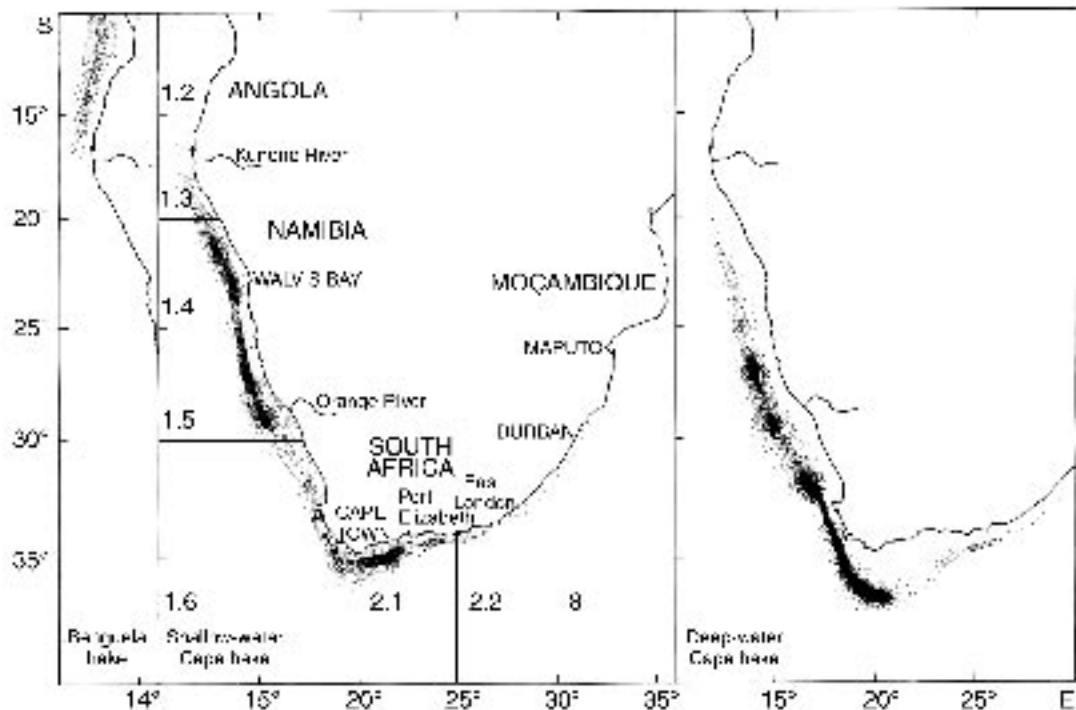 S
15°
20°
25°
30°
35°
1.2
1.3
1.4
1.5
1.6
2.1
2.2
8
ANGOLA
River
NAMIBIA
BAY
MOÇAMBIQUE
MAPUTO
Orange River
DURBAN
SOUTH
AFRICA
London
Port
Elizabeth
CAPE
TOWN
Benguela
hake
Shallow-water
Cape hake
14°
15°
20°
25°
30°
35°
S
Deep-water
Cape hake
15°
20°
25°
E